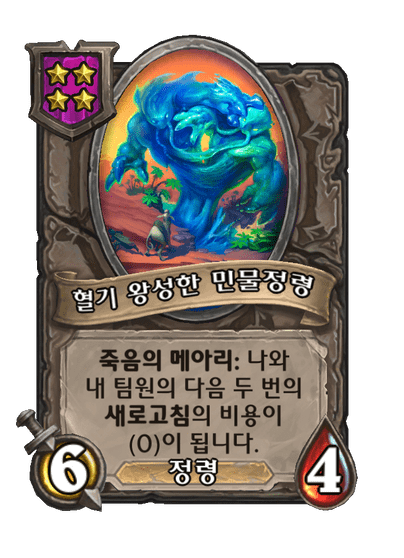 혈기 왕성한 민물정령
죽음의 메아리: 나와
내 팀원의 다음 두 번의
새로고침의 비용이
(0)이 됩니다.
6
정령
4